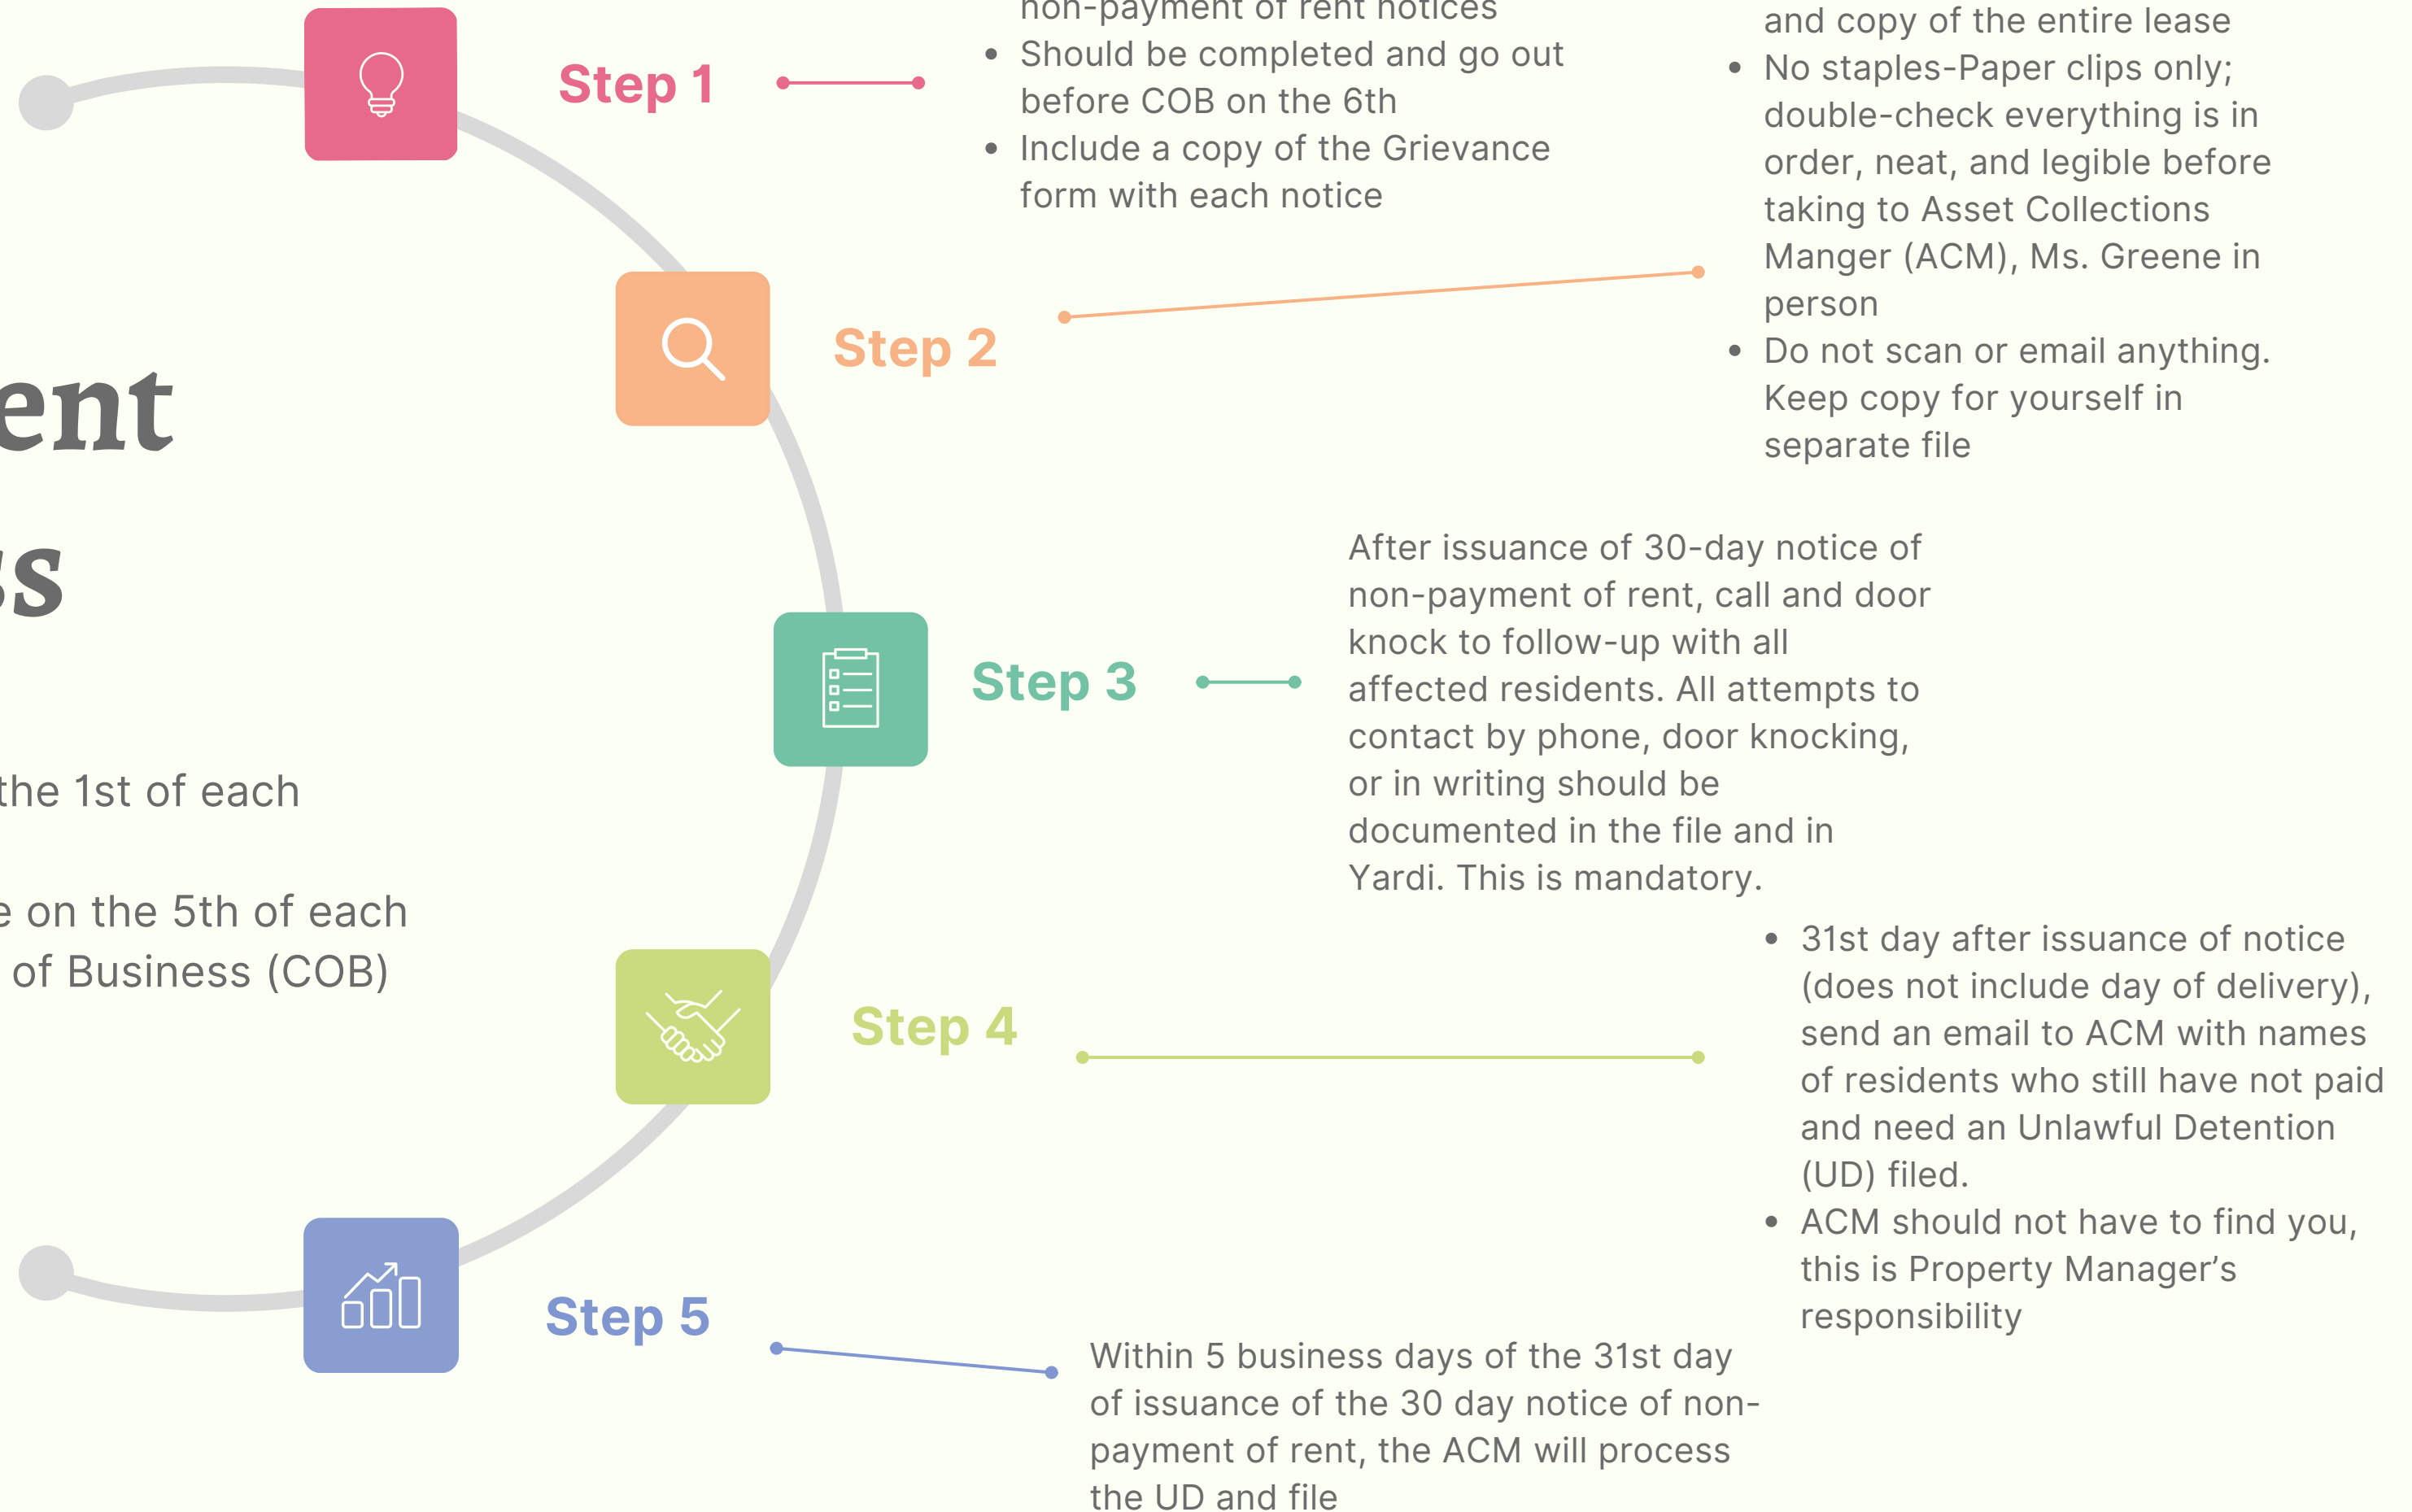 ent
ss
the 1st of each
e on the 5th of each
of Business (COB)
Step 1
non-payment of rent notices
• Should be completed and go out
before COB on the 6th
• Include a copy of the Grievance
form with each notice
Step 2
and copy of the entire lease
• No staples-Paper clips only;
double-check everything is in
order, neat, and legible before
taking to Asset Collections
Manger (ACM), Ms. Greene in
person
• Do not scan or email anything.
Keep copy for yourself in
separate file
Step 3
After issuance of 30-day notice of
non-payment of rent, call and door
knock to follow-up with all
affected residents. All attempts to
contact by phone, door knocking,
or in writing should be
documented in the file and in
Yardi. This is mandatory.
Step 4
• 31st day after issuance of notice
(does not include day of delivery),
send an email to ACM with names
of residents who still have not paid
and need an Unlawful Detention
(UD) filed.
• ACM should not have to find you,
this is Property Manager’s
responsibility
Step 5
Within 5 business days of the 31st day
of issuance of the 30 day notice of non-
payment of rent, the ACM will process
the UD and file